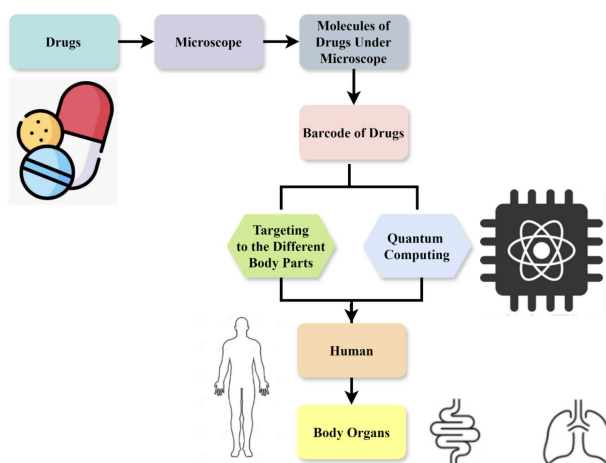 Drugs
Microscope
Molecules of
Drugs Under
Microscope
Barcode of Drugs
Targeting
to the Different
Body Parts
Quantum
Computing
Human
Body Organs